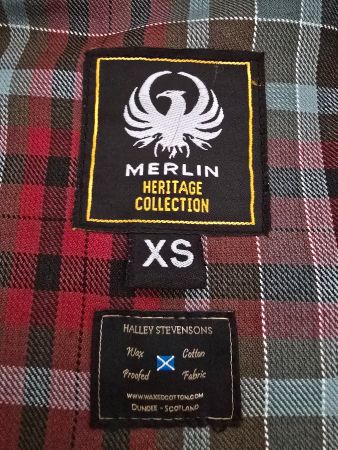 MERLIN
HERITAGE
COLLECTION
XS
HALLEY STEVENSONS
Wax Cotton
Proofed Fabric
WWW.WAXEDCOTTON.COM
DUNDEE - SCOTLAND